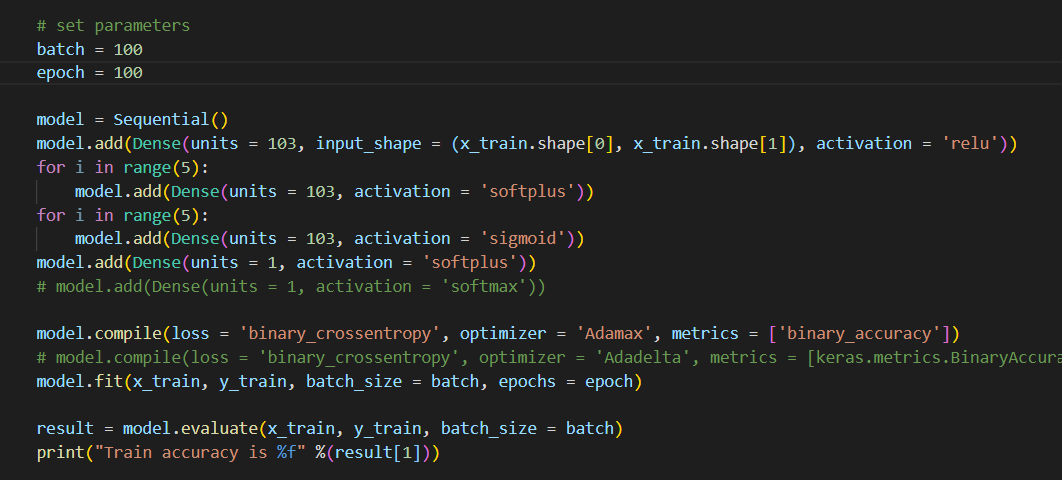 # set parameters
batch = 100
epoch = 100
model = Sequential()
model.add(Dense(units = 103, input_shape = (x_train.shape[0], x_train.shape[1]), activation = 'relu'))
for i in range(5):
    model.add(Dense(units = 103, activation = 'softplus'))
for i in range(5):
    model.add(Dense(units = 103, activation = 'sigmoid'))
model.add(Dense(units = 1, activation = 'softplus'))
# model.add(Dense(units = 1, activation = 'softmax'))
model.compile(loss = 'binary_crossentropy', optimizer = 'Adamax', metrics = ['binary_accuracy'])
# model.compile(loss = 'binary_crossentropy', optimizer = 'Adadelta', metrics = [keras.metrics.BinaryAccura
model.fit(x_train, y_train, batch_size = batch, epochs = epoch)
result = model.evaluate(x_train, y_train, batch_size = batch)
print("Train accuracy is %f" %(result[1]))